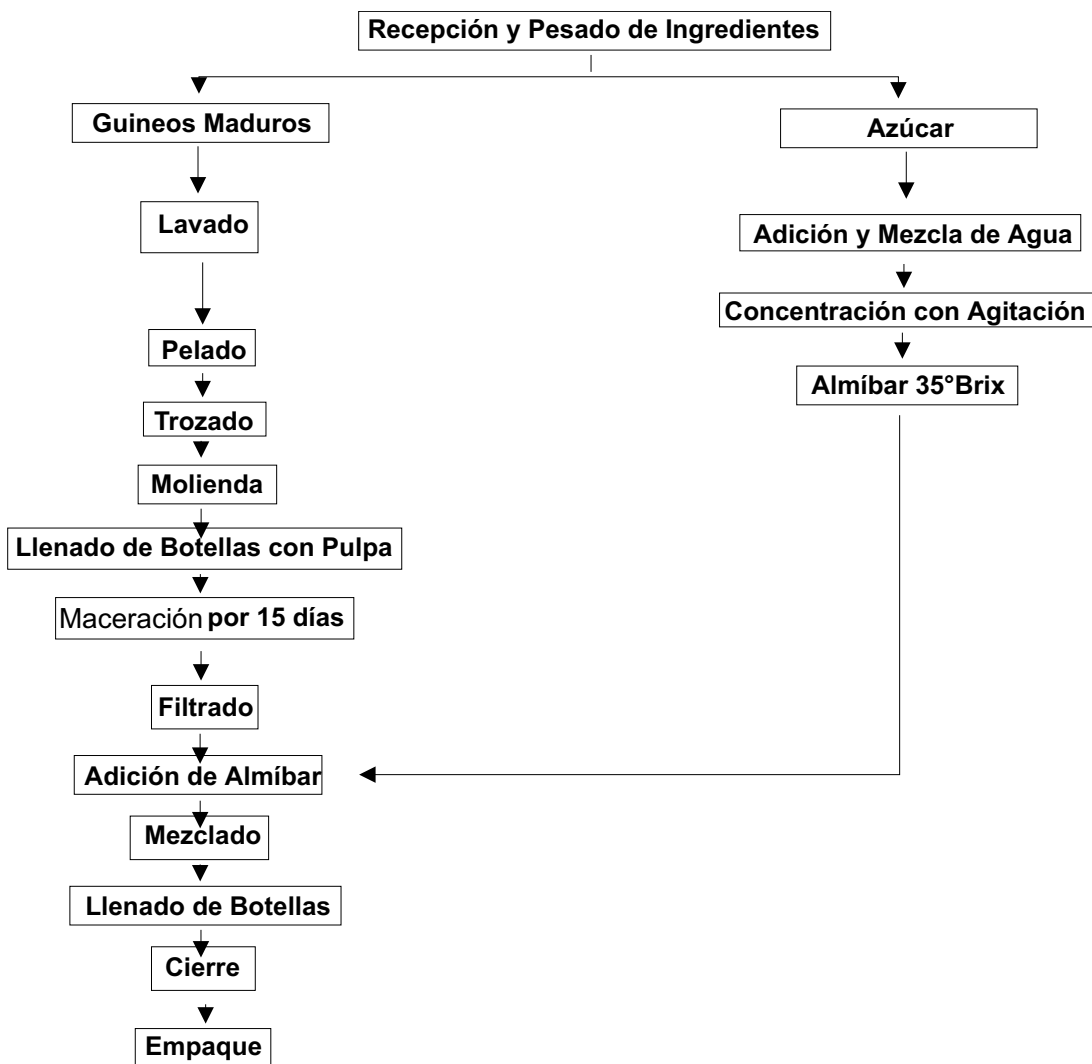 Recepción y Pesado de Ingredientes
Guineos Maduros
Azúcar
Lavado
Adición y Mezcla de Agua
Concentración con Agitación
Pelado
Almíbar 35°Brix
Trozado
Molienda
Llenado de Botellas con Pulpa
Maceración por 15 días
Filtrado
Adición de Almíbar
Mezclado
Llenado de Botellas
Cierre
Empaque